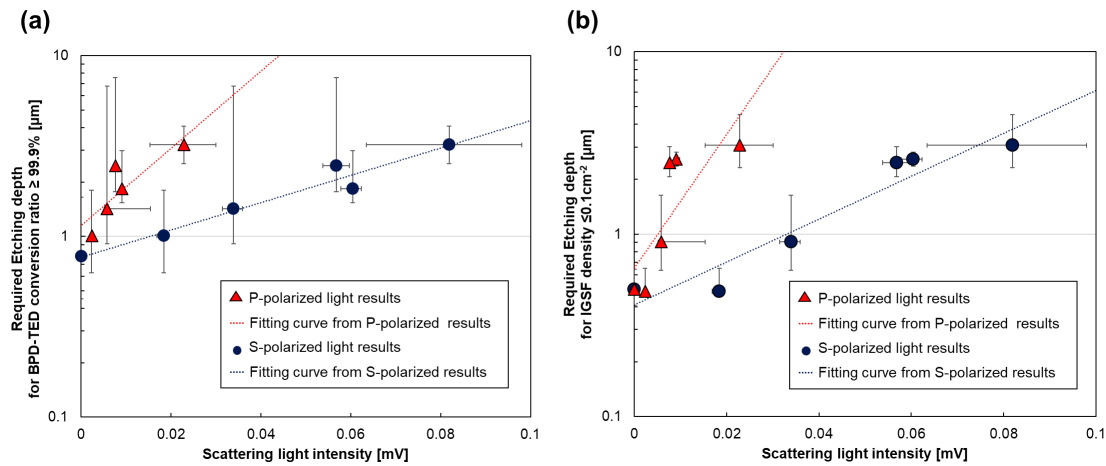 (a)
Required Etching depth
for BPD-TED conversion ratio ≥ 99.9% [µm]
10
1
0.1
0
0.02
0.04
0.06
0.08
0.1
Scattering light intensity [mV]
P-polarized light results
Fitting curve from P-polarized results
S-polarized light results
Fitting curve from S-polarized results
(b)
Required Etching depth
for IGSF density ≤0.1cm-2 [µm]
10
1
0.1
0
0.02
0.04
0.06
0.08
0.1
Scattering light intensity [mV]
P-polarized light results
Fitting curve from P-polarized results
S-polarized light results
Fitting curve from S-polarized results